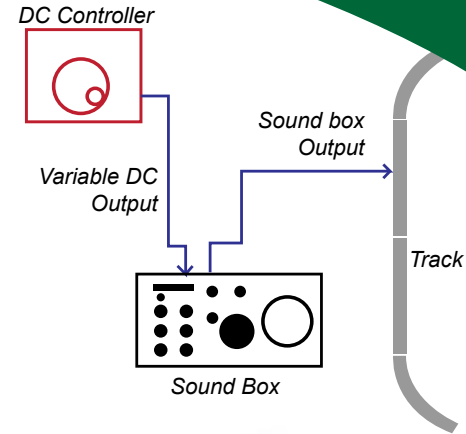 DC Controller
Sound box
Output
Variable DC
Output
Track
Sound Box